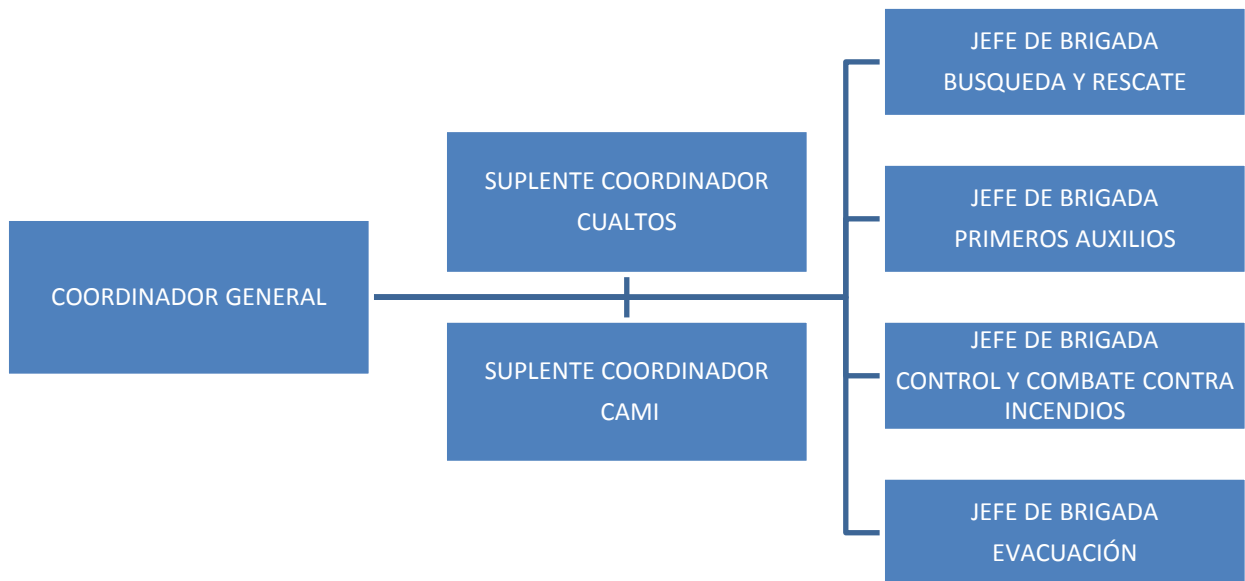 COORDINADOR GENERAL
SUPLENTE COORDINADOR
CUALTOS
SUPLENTE COORDINADOR
CAMI
JEFE DE BRIGADA
BUSQUEDA Y RESCATE
JEFE DE BRIGADA
PRIMEROS AUXILIOS
JEFE DE BRIGADA
CONTROL Y COMBATE CONTRA
INCENDIOS
JEFE DE BRIGADA
EVACUACIÓN